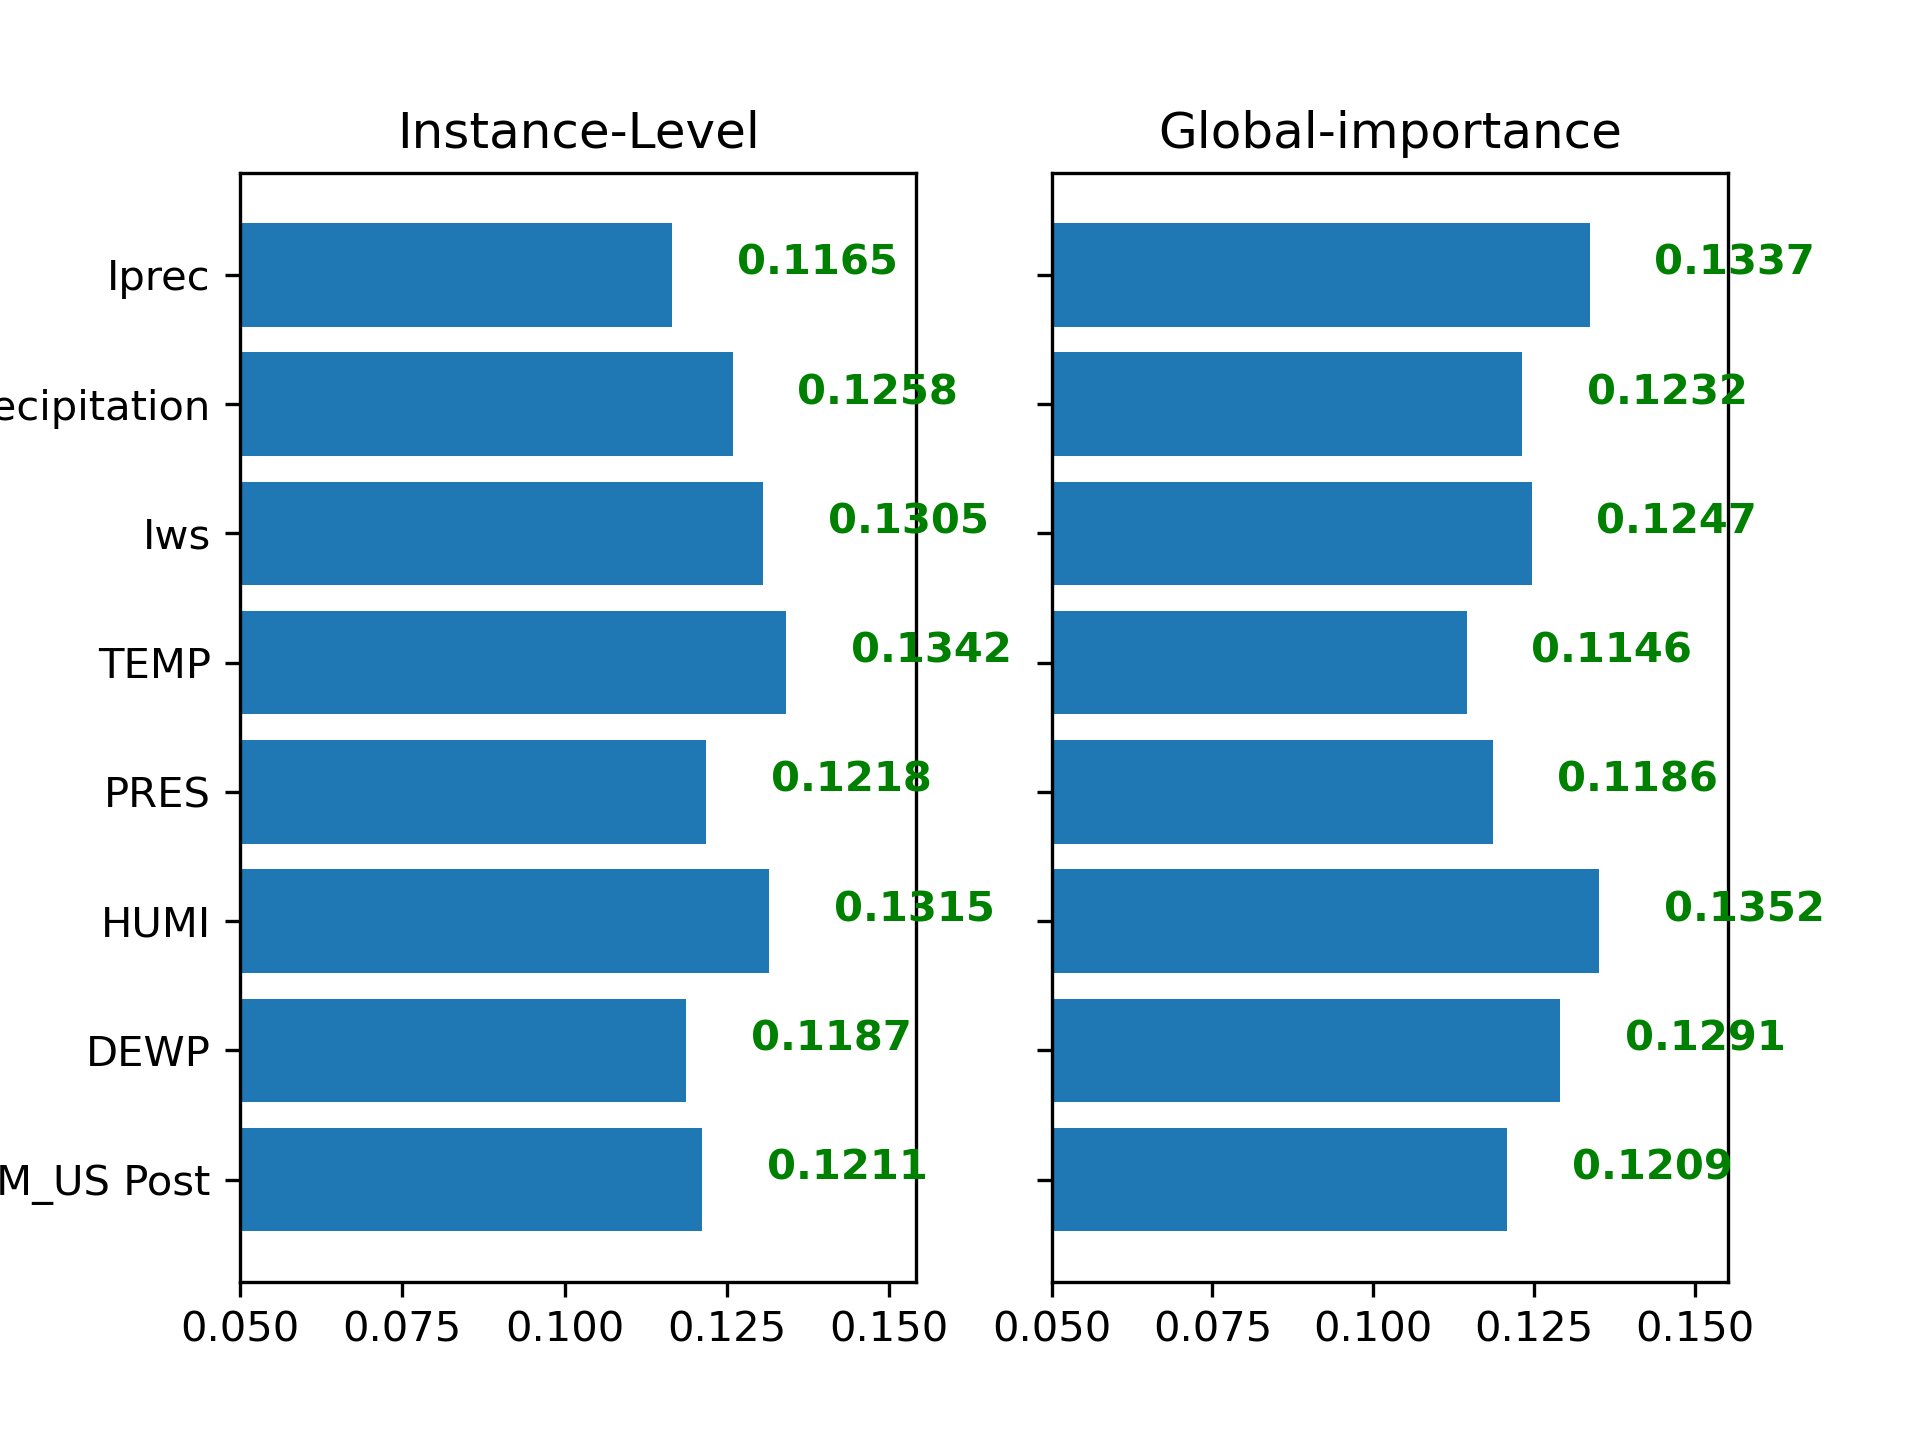 Instance-Level Global-importance
Iprec 0.1165 0.1337
ecipitation 0.1258 0.1232
Iws 0.1305 0.1247
TEMP 0.1342 0.1146
PRES 0.1218 0.1186
HUMI 0.1315 0.1352
DEWP 0.1187 0.1291
M_US Post 0.1211 0.1209
0.050 0.075 0.100 0.125 0.150 0.050 0.075 0.100 0.125 0.150